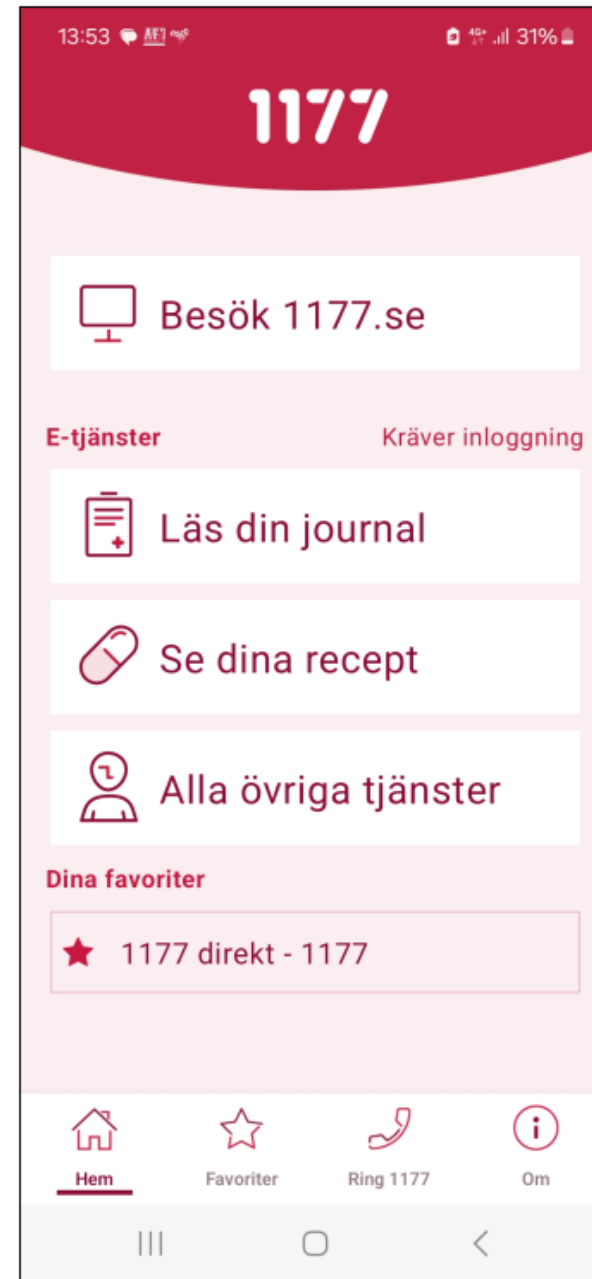 13:53
4G+ 31%
1177
Besök 1177.se
E-tjänster Kräver inloggning
Läs din journal
Se dina recept
Alla övriga tjänster
Dina favoriter
1177 direkt - 1177
Hem Favoriter Ring 1177 Om